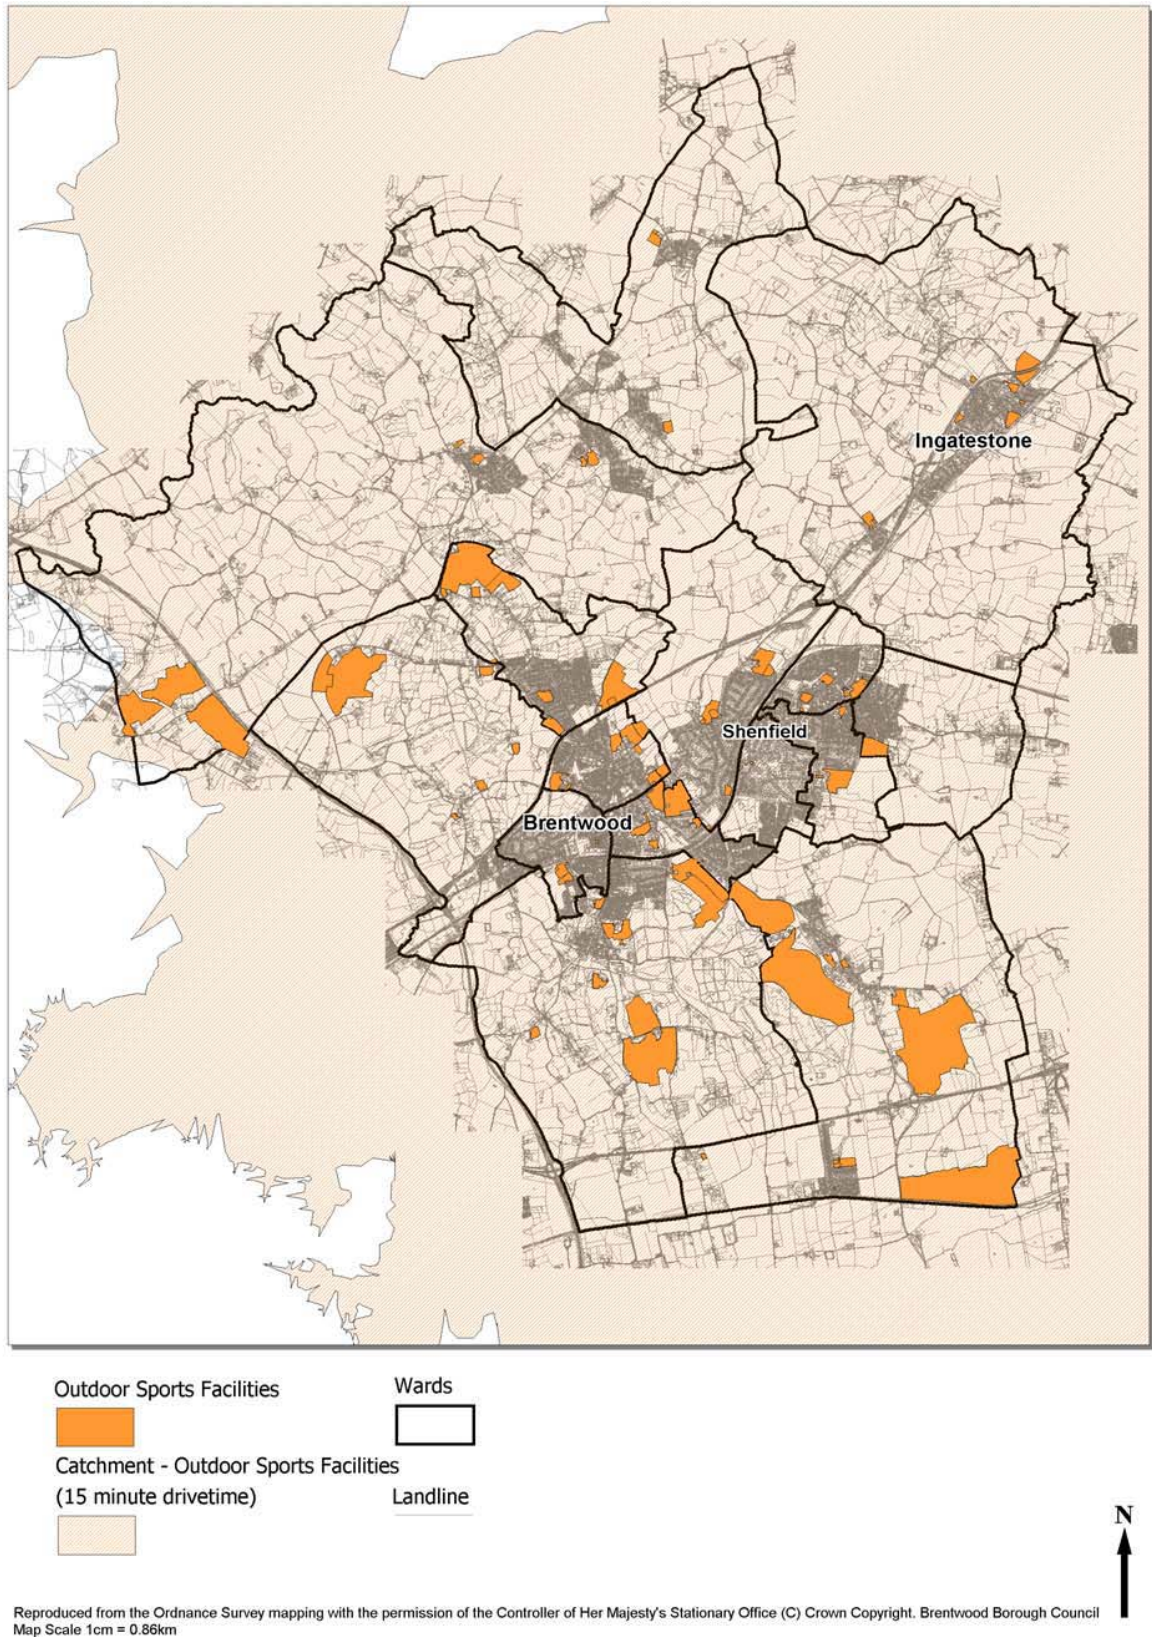 Ingatestone
Shenfield
Brentwood
Outdoor Sports Facilities
Wards
Catchment - Outdoor Sports Facilities
(15 minute drivetime)
Landline
N
Reproduced from the Ordnance Survey mapping with the permission of the Controller of Her Majesty's Stationary Office (C) Crown Copyright. Brentwood Borough Council
Map Scale 1cm = 0.86km